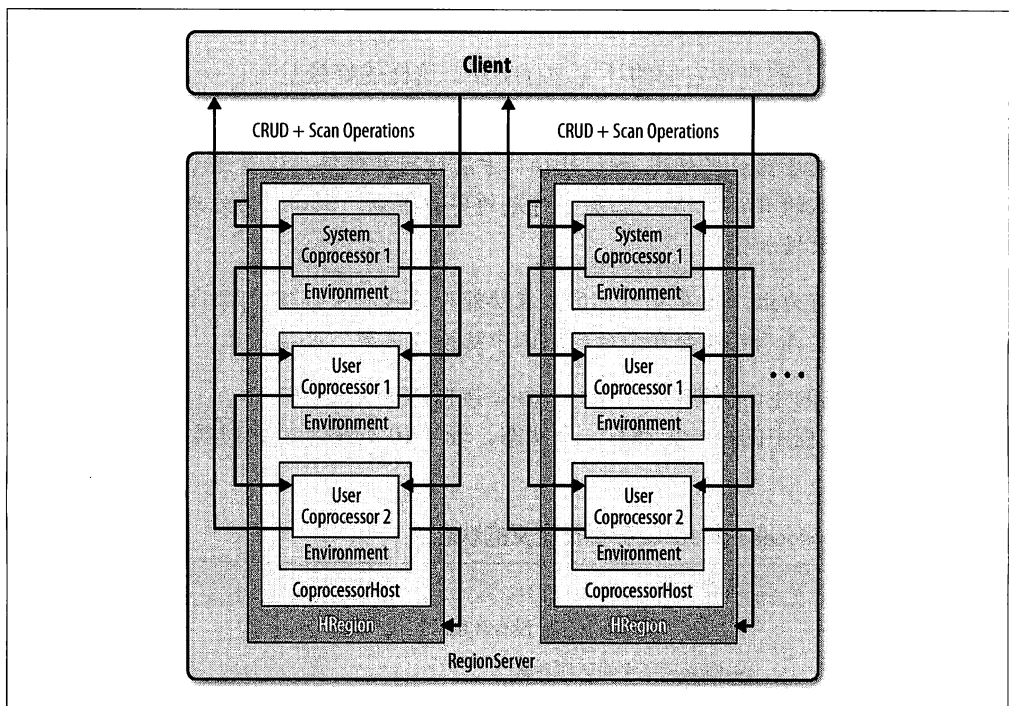 Client
CRUD + Scan Operations
CRUD + Scan Operations
System
Coprocessor 1
Environment
User
Coprocessor 1
Environment
User
Coprocessor 2
Environment
CoprocessorHost
HRegion
System
Coprocessor 1
Environment
User
Coprocessor 1
Environment
User
Coprocessor 2
Environment
CoprocessorHost
HRegion
...
RegionServer